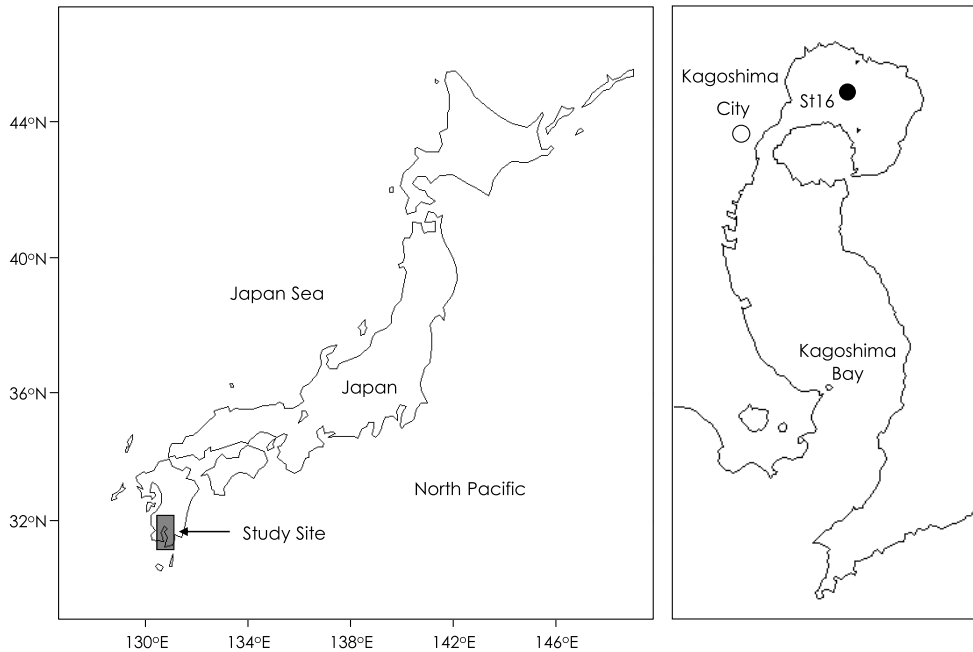 44°N
40°N
36°N
32°N
130°E
134°E
138°E
142°E
146°E
Japan Sea
Japan
North Pacific
Study Site
Kagoshima
City
St16
Kagoshima
Bay